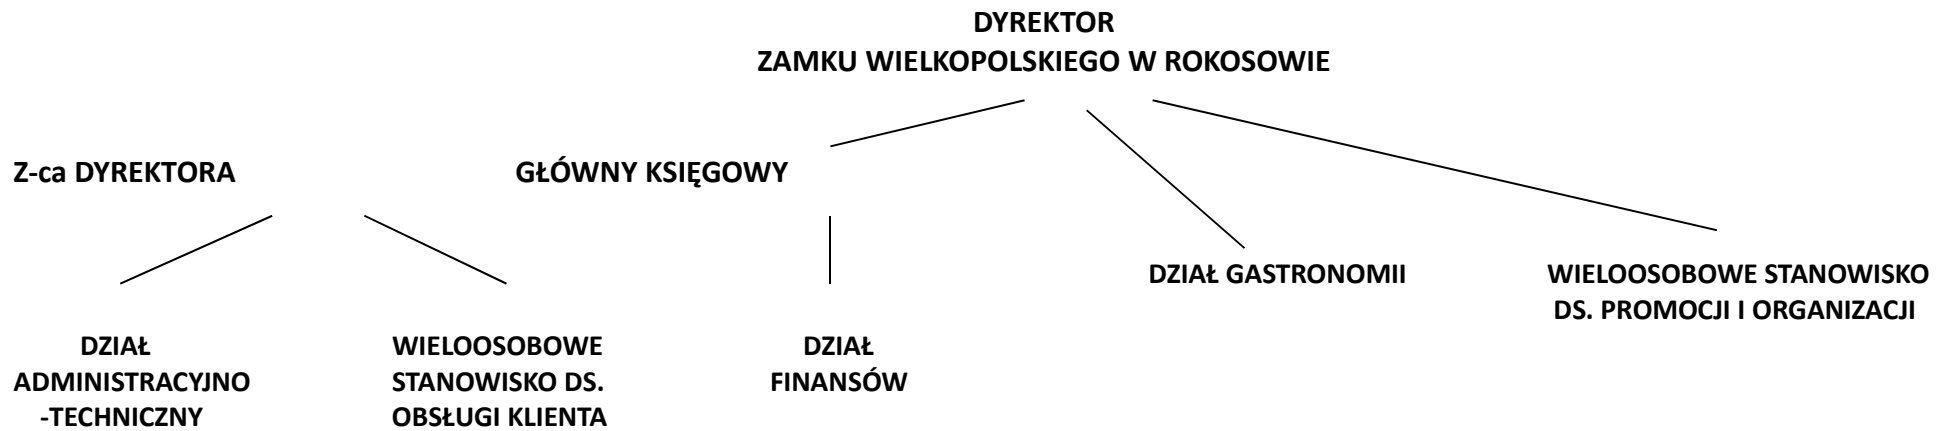 DYREKTOR
ZAMKU WIELKOPOLSKIEGO W ROKOSOWIE
Z-ca DYREKTORA
GŁÓWNY KSIĘGOWY
DZIAŁ GASTRONOMII
WIELOOSOBOWE STANOWISKO
DS. PROMOCJI I ORGANIZACJI
DZIAŁ
ADMINISTRACYJNO
-TECHNICZNY
WIELOOSOBOWE
STANOWISKO DS.
OBSŁUGI KLIENTA
DZIAŁ
FINANSÓW